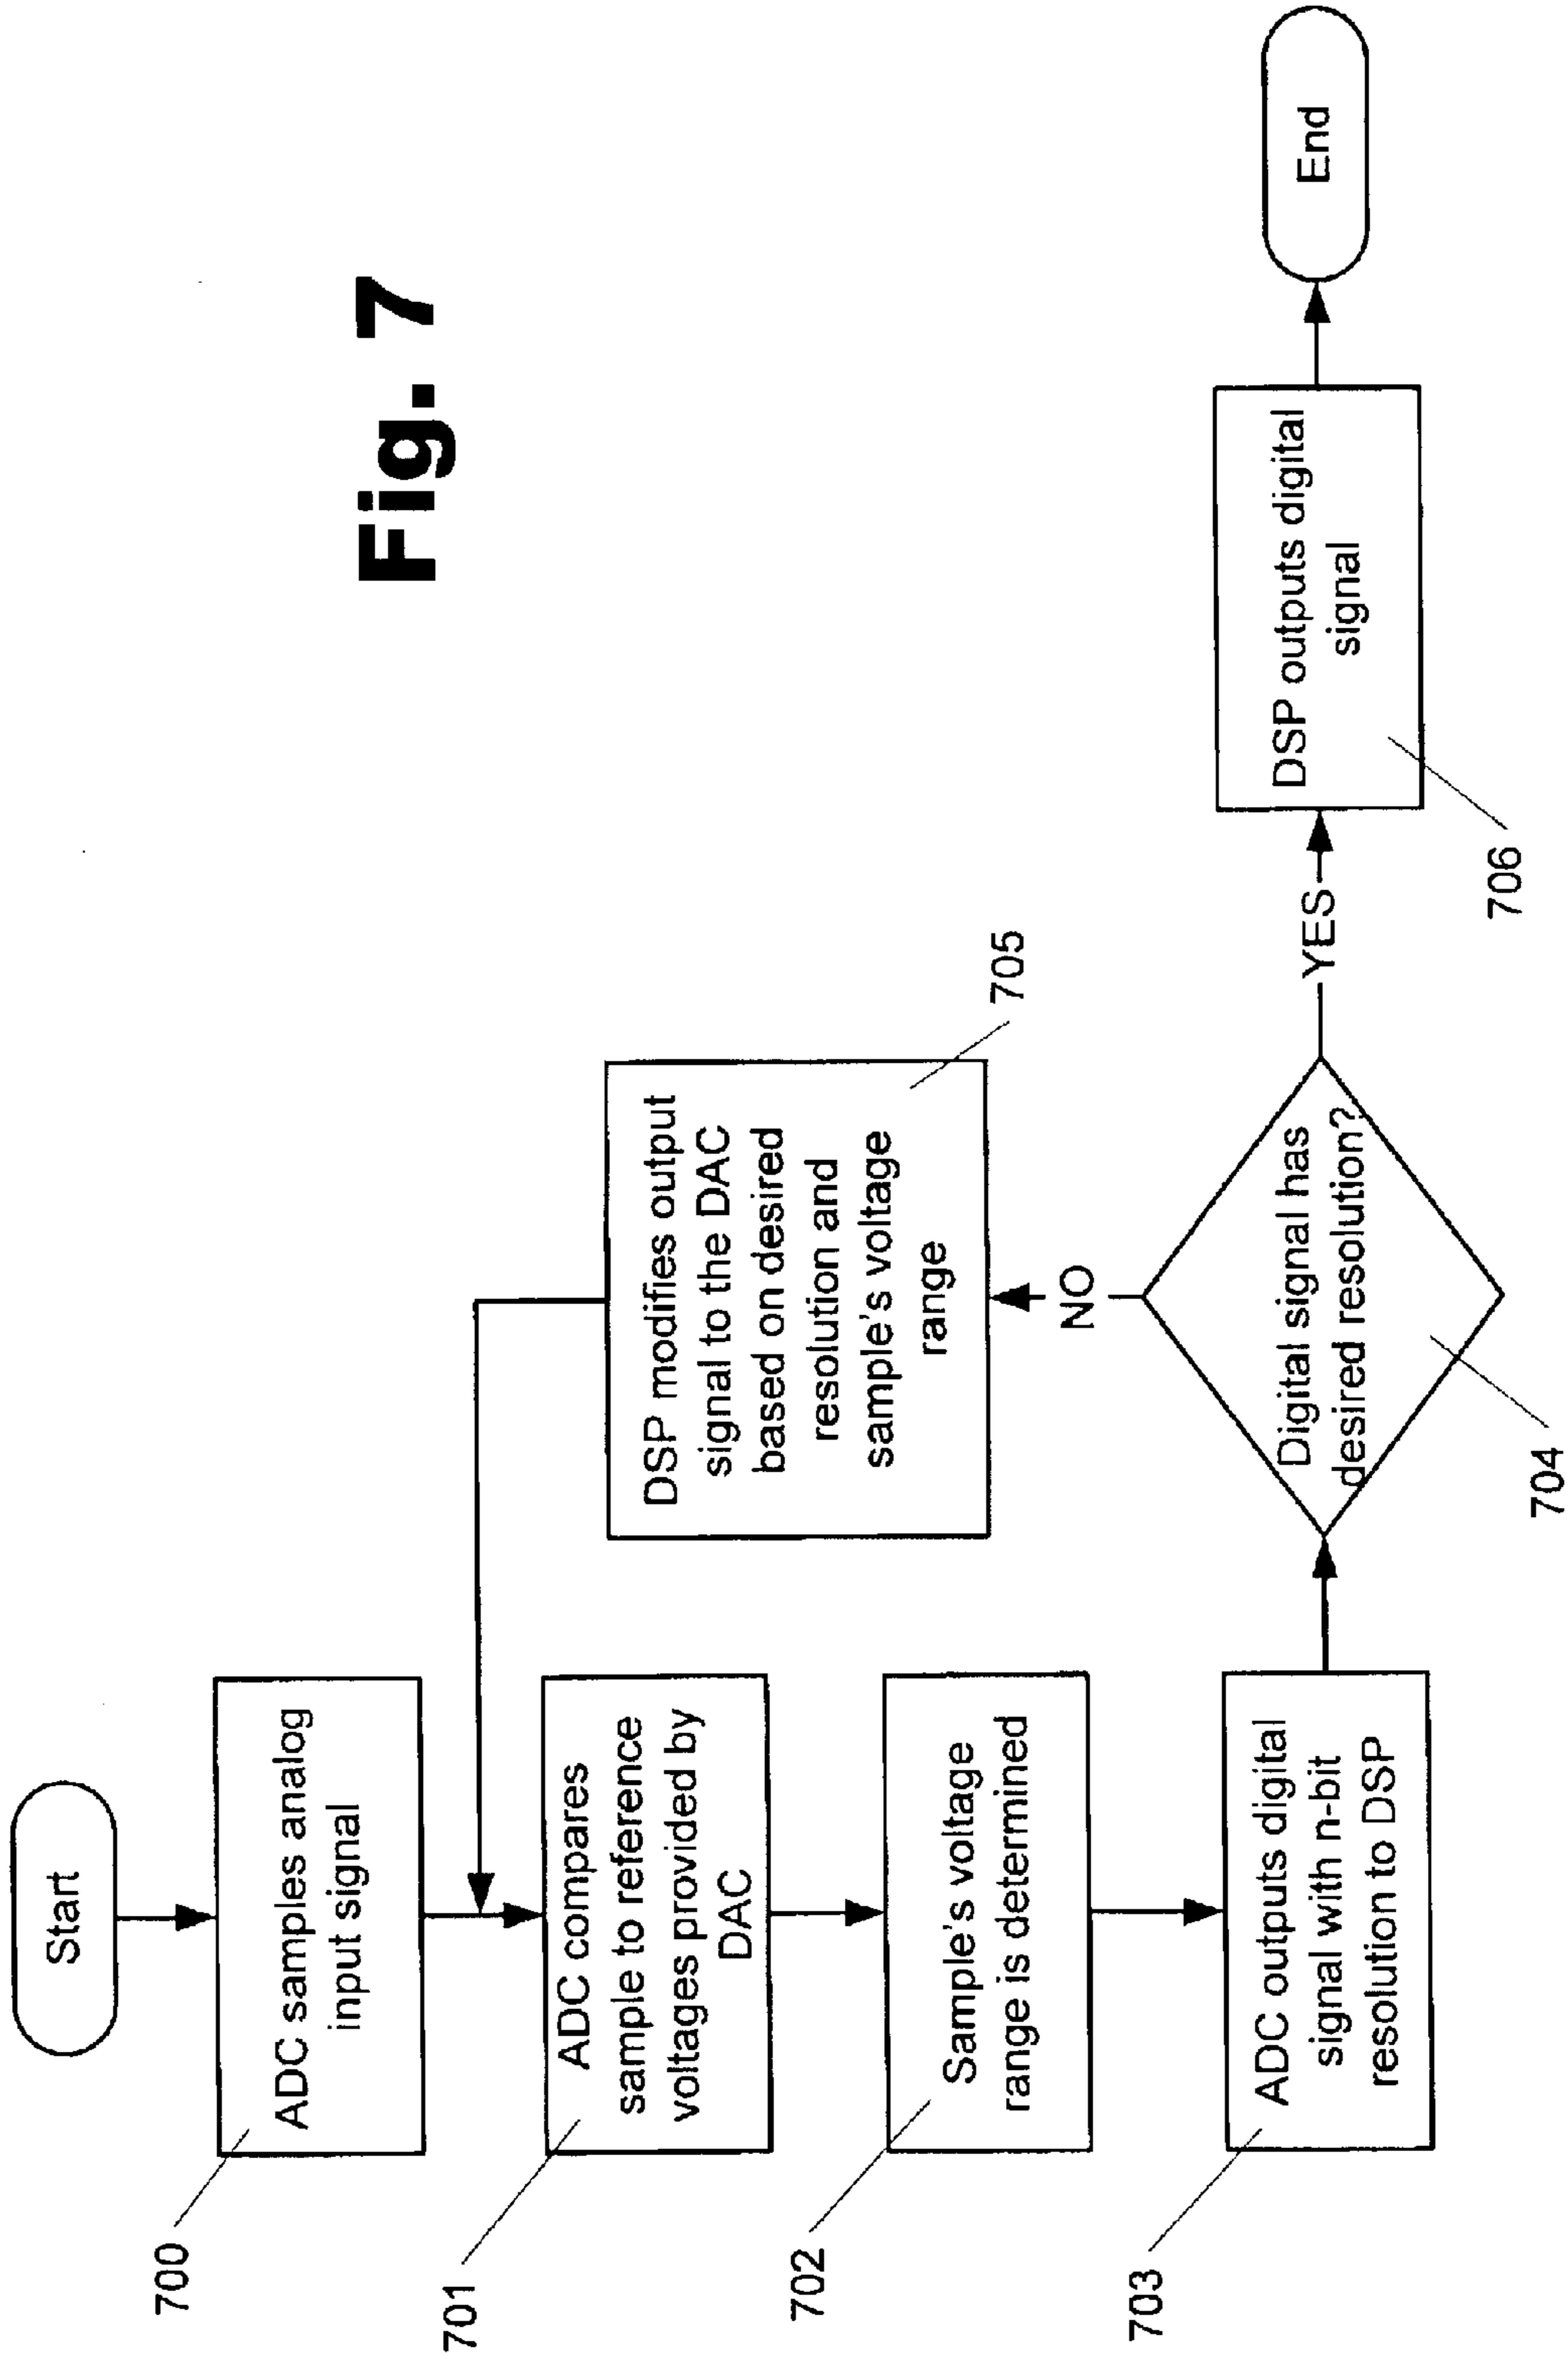 Fig. 7
Start
700
ADC samples analog
input signal
701
ADC compares
sample to reference
voltages provided by
DAC
702
Sample's voltage
range is determined
703
ADC outputs digital
signal with n-bit
resolution to DSP
704
Digital signal has
desired resolution?
NO
705
DSP modifies output
signal to the DAC
based on desired
resolution and
sample's voltage
range
YES
706
DSP outputs digital
signal
End